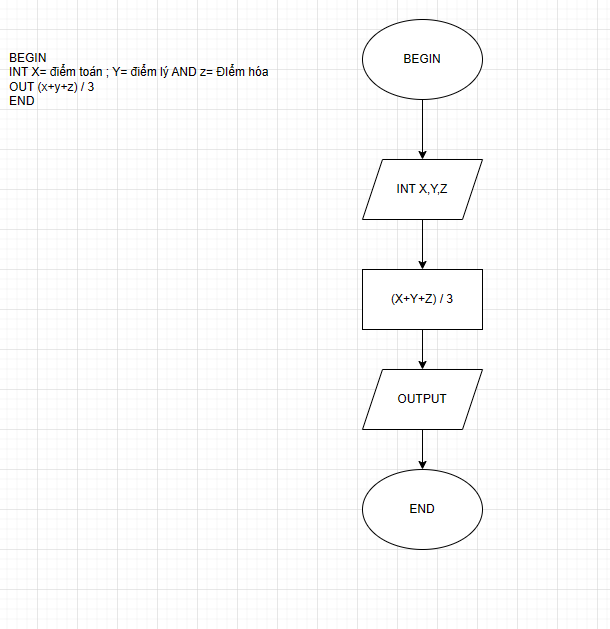 BEGIN
INT X= điểm toán ; Y= điểm lý AND z= ĐIểm hóa
OUT (x+y+z) / 3
END
BEGIN
INT X,Y,Z
(X+Y+Z) / 3
OUTPUT
END